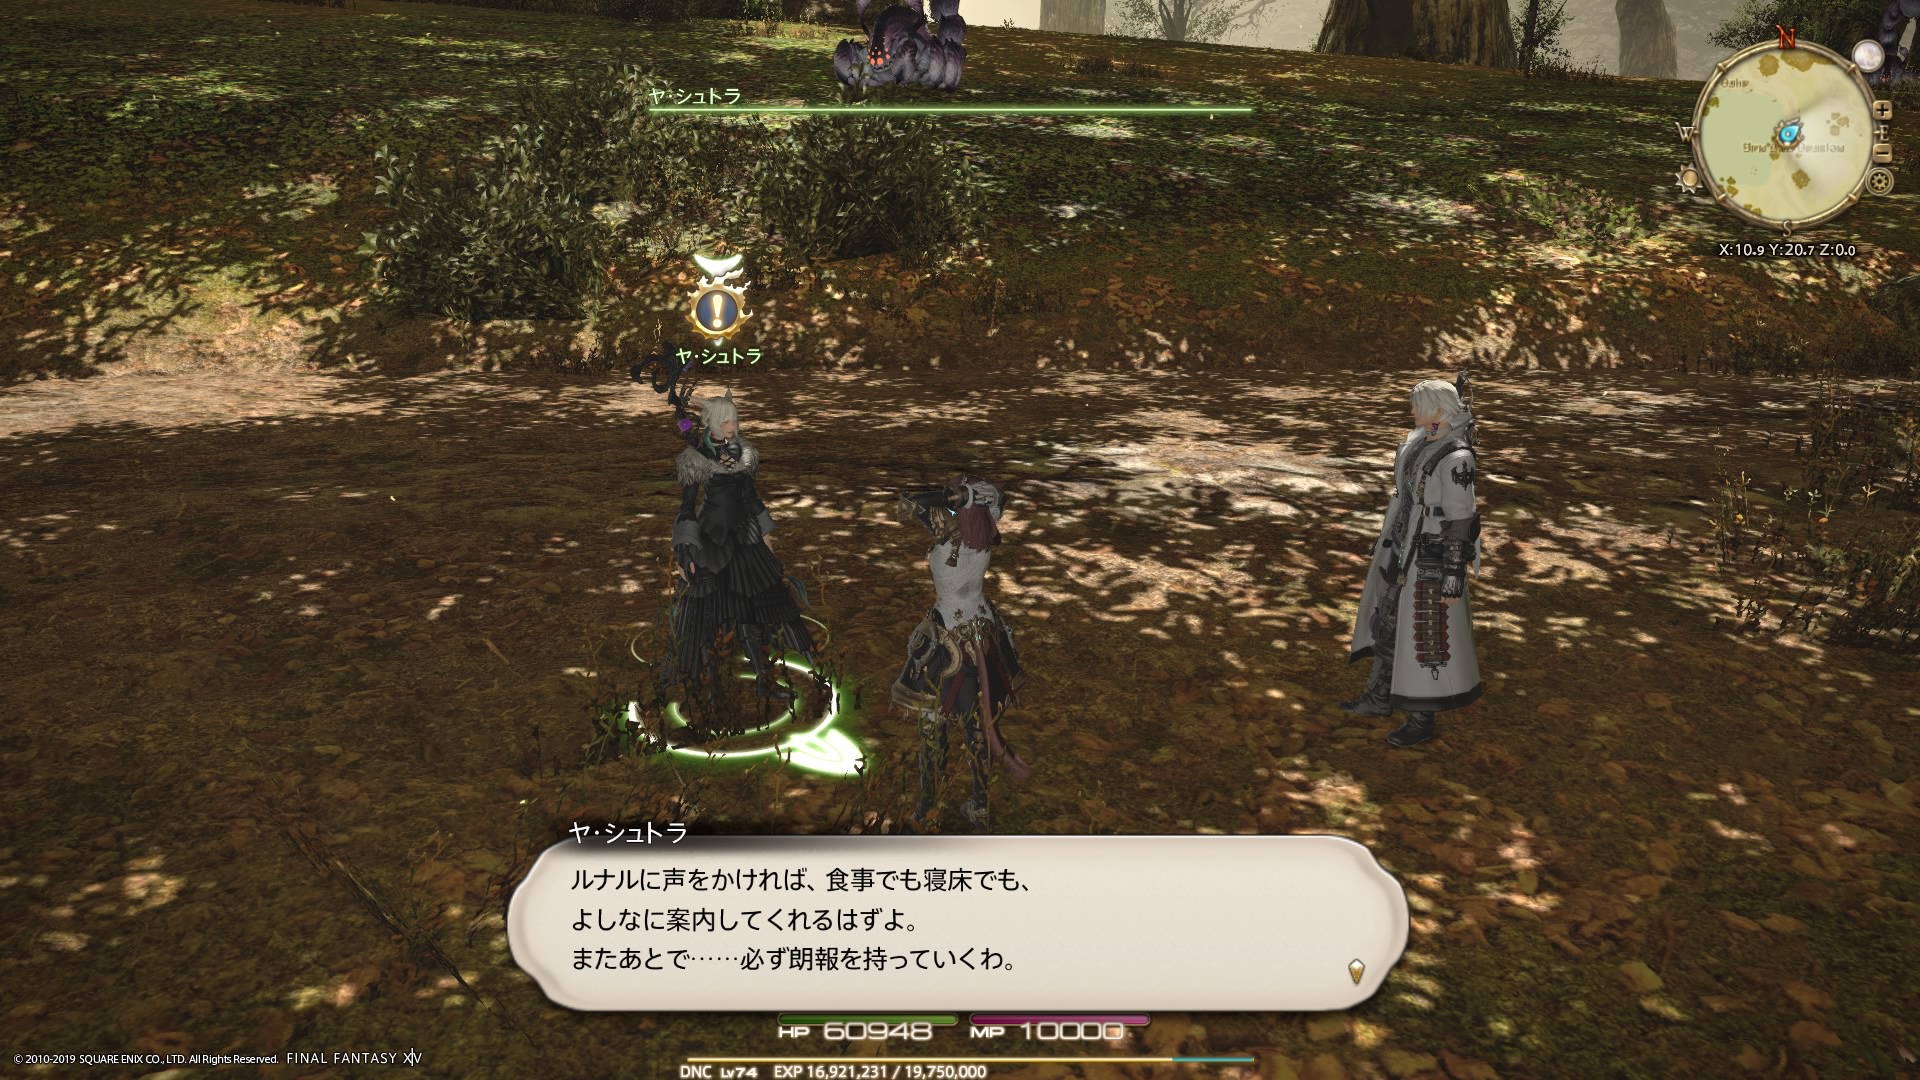 ヤ・シュトラ
N
W
E
S
X:10.9 Y:20.7 Z:0.0
ヤ・シュトラ
ヤ・シュトラ
ルナルに声をかければ、食事でも寝床でも、
よしなに案内してくれるはずよ。
またあとで……必ず朗報を持っていくわ。
HP 60948 MP 10000
© 2010-2019 SQUARE ENIX CO., LTD. All Rights Reserved. FINAL FANTASY XIV
DNC Lv74 EXP 16,921,231 / 19,750,000